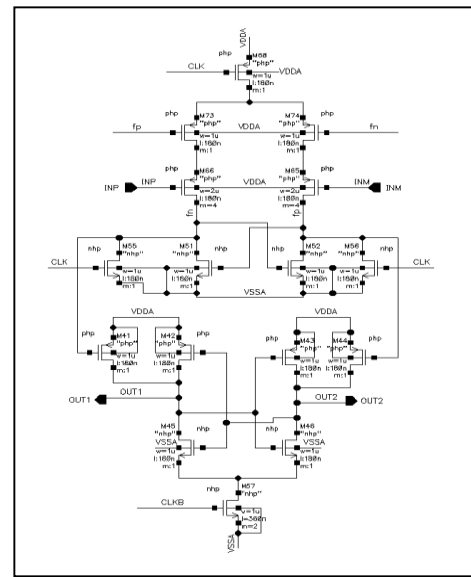 VDDA
php M60
"php"
CLK VDDA
w=1u
l:180n
m:1
php M73 M74 php
"php" "php"
fp VDDA fn
w=1u w=1u
l:180n l:180n
m:1 m:1
php M66 M65 php
"php" "php"
INP VDDA INM
w=2u w=2u
l:180n l:180n
m=4 m=4
fn fp
nhp M55 M51 nhp M52 M56 nhp
"nhp" "nhp" "nhp" "nhp"
CLK CLK
w=1u w=1u w=1u w=1u
l:180n l:180n l:180n l:180n
m:1 m:1 VSSA m:1 m:1
VDDA VDDA
php M41 M42 php php M43 M44 php
"php" "php" "php" "php"
w=1u w=1u w=1u w=1u
l:180n l:180n l:180n l:180n
m:1 m:1 m:1 m:1
OUT1 OUT1 OUT2 OUT2
M45 M46
"nhp" nhp nhp "nhp"
VSSA VSSA
w=1u w=1u
l:180n l:180n
m:1 m:1
nhp M57
"nhp"
CLKB
w=1u
l=360n
m=2
VSSA